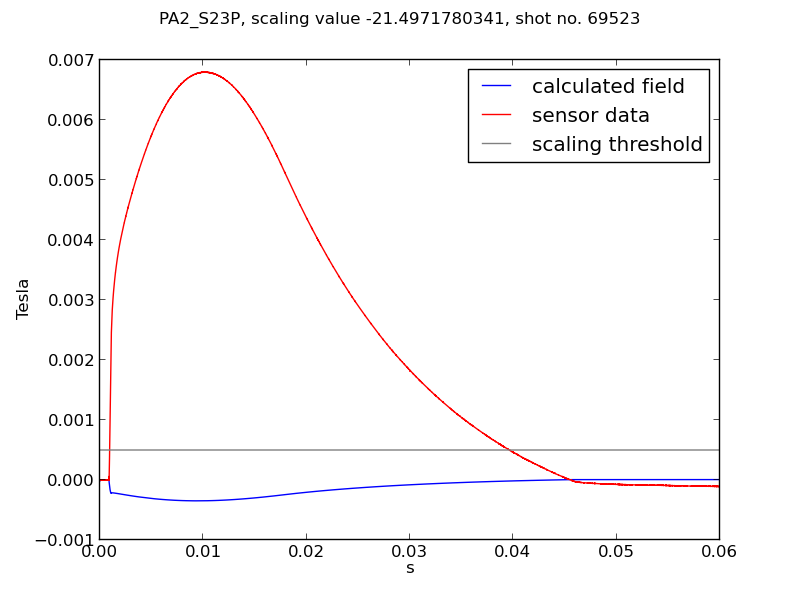 PA2_S23P, scaling value -21.4971780341, shot no. 69523
calculated field
sensor data
scaling threshold
Tesla
0.007
0.006
0.005
0.004
0.003
0.002
0.001
0.000
−0.001
0.00 0.01 0.02 0.03 0.04 0.05 0.06
s